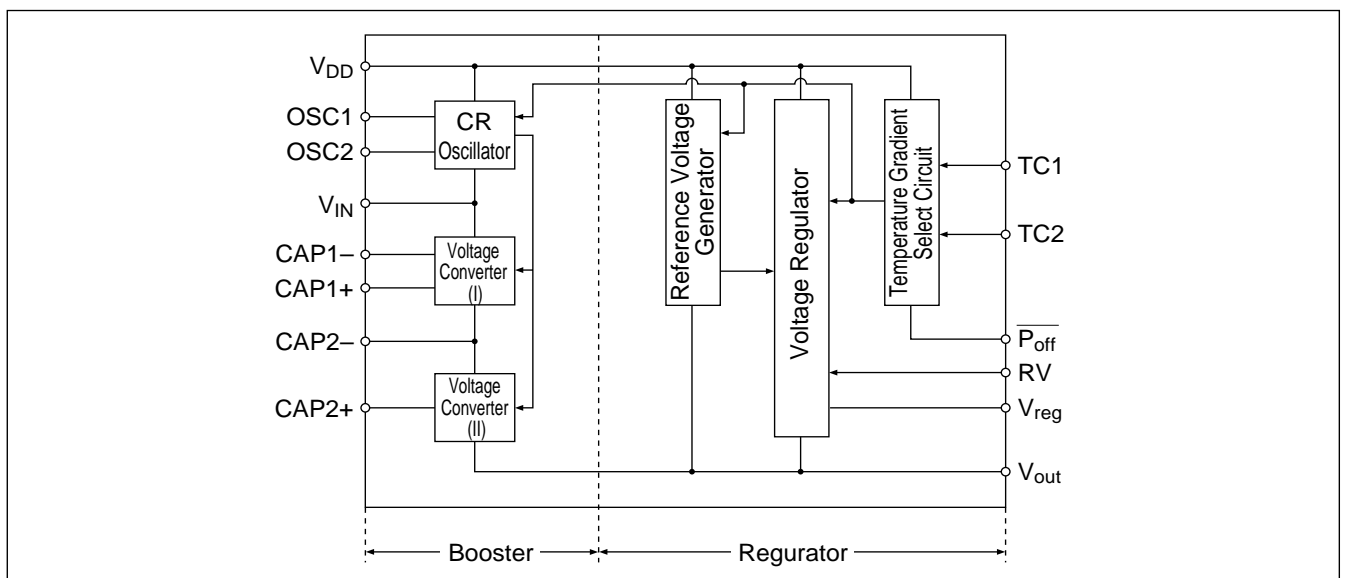 VDD
OSC1
OSC2
VIN
CAP1–
CAP1+
CAP2–
CAP2+
CR
Oscillator
Voltage
Converter
(I)
Voltage
Converter
(II)
Reference Voltage
Generator
Voltage Regulator
Temperature Gradient
Select Circuit
TC1
TC2
Poff
RV
Vreg
Vout
Booster
Regurator